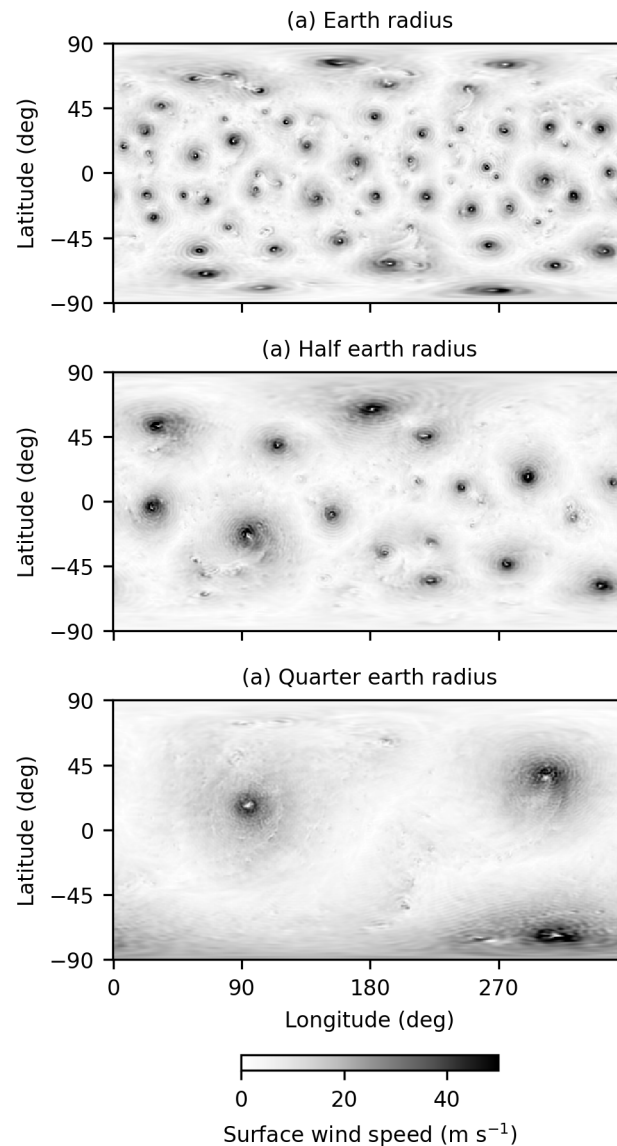 (a) Earth radius
90
45
0
−45
−90
Latitude (deg)
(a) Half earth radius
90
45
0
−45
−90
Latitude (deg)
(a) Quarter earth radius
90
45
0
−45
−90
Latitude (deg)
0 90 180 270
Longitude (deg)
0 20 40
Surface wind speed (m s⁻¹)